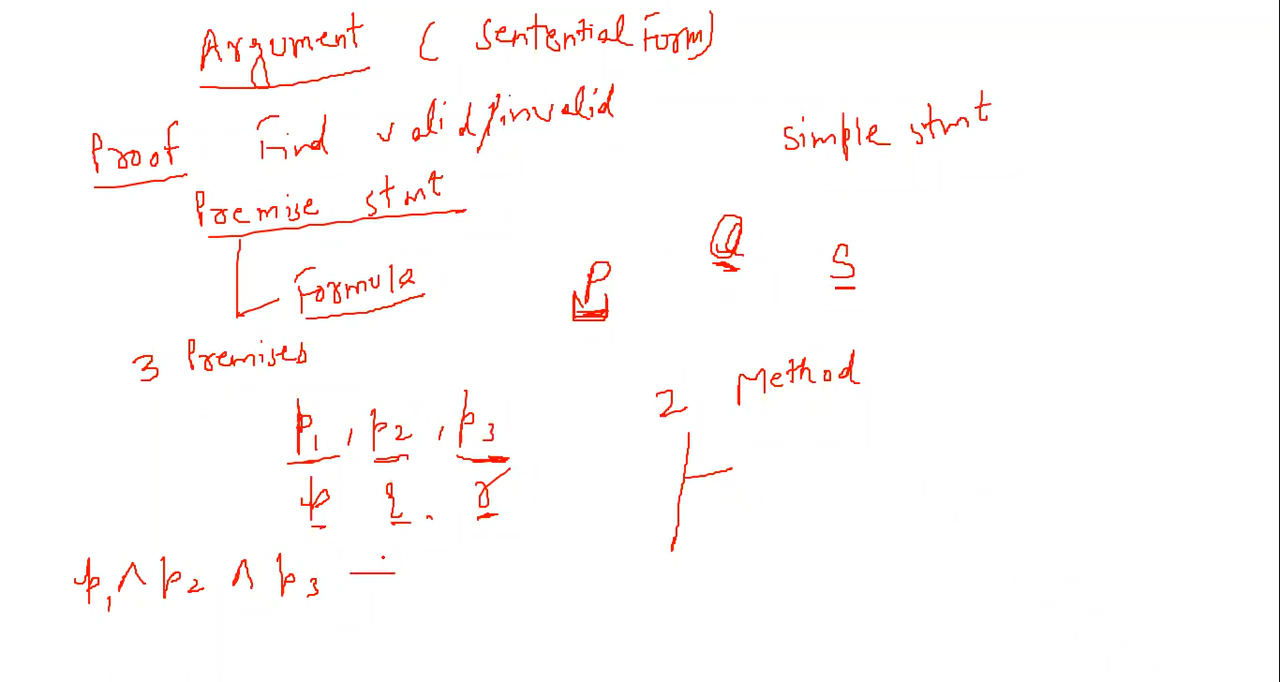 Argument ( Sentential Form)
Proof Find valid/invalid
Simple stmt
Premise stmt
Formula
P Q S
3 Premises
2 Method
p1, p2, p3
p q . r
p1 ∧ p2 ∧ p3